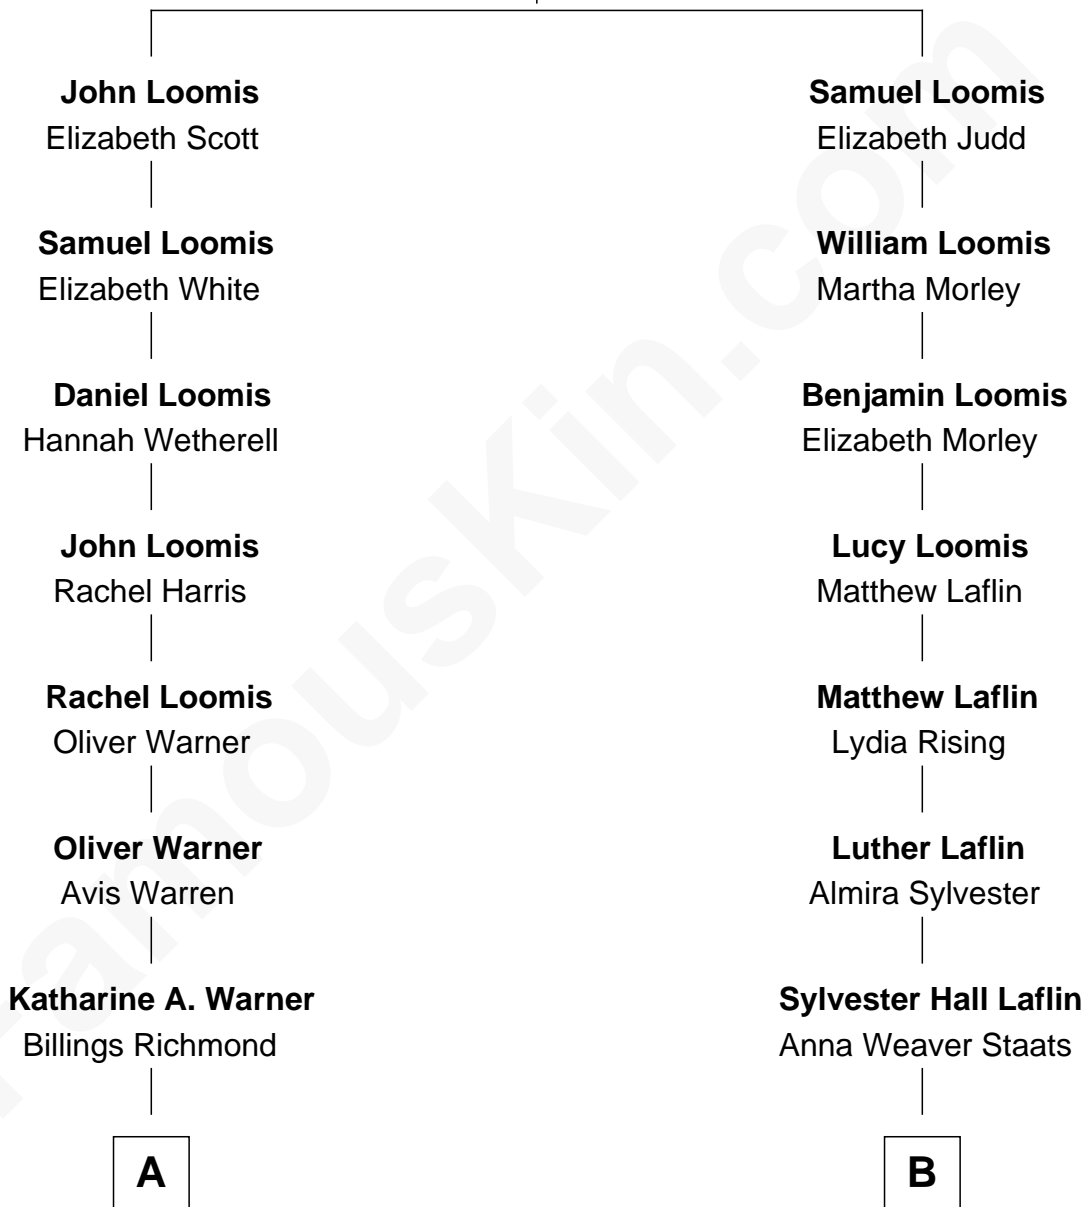 John Loomis
Elizabeth Scott
Samuel Loomis
Elizabeth White
Daniel Loomis
Hannah Wetherell
John Loomis
Rachel Harris
Rachel Loomis
Oliver Warner
Oliver Warner
Avis Warren
Katharine A. Warner
Billings Richmond
A
Samuel Loomis
Elizabeth Judd
William Loomis
Martha Morley
Benjamin Loomis
Elizabeth Morley
Lucy Loomis
Matthew Laflin
Matthew Laflin
Lydia Rising
Luther Laflin
Almira Sylvester
Sylvester Hall Laflin
Anna Weaver Staats
B
FamousKin.com